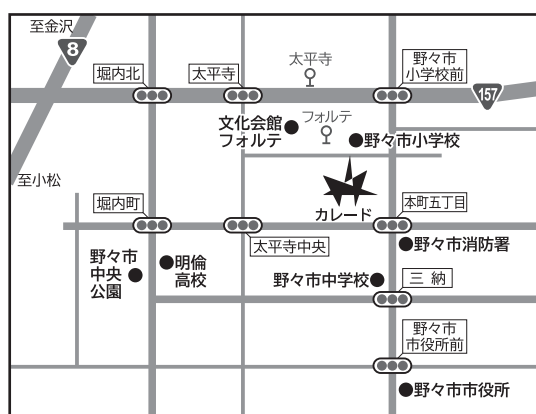 至金沢
8
堀内北
太平寺
太平寺
野々市
小学校前
157
文化会館
フォルテ
フォルテ
野々市小学校
至小松
カレード
堀内町
本町五丁目
太平寺中央
野々市消防署
野々市
中央
公園
明倫
高校
野々市中学校
三 納
野々市
市役所前
野々市市役所